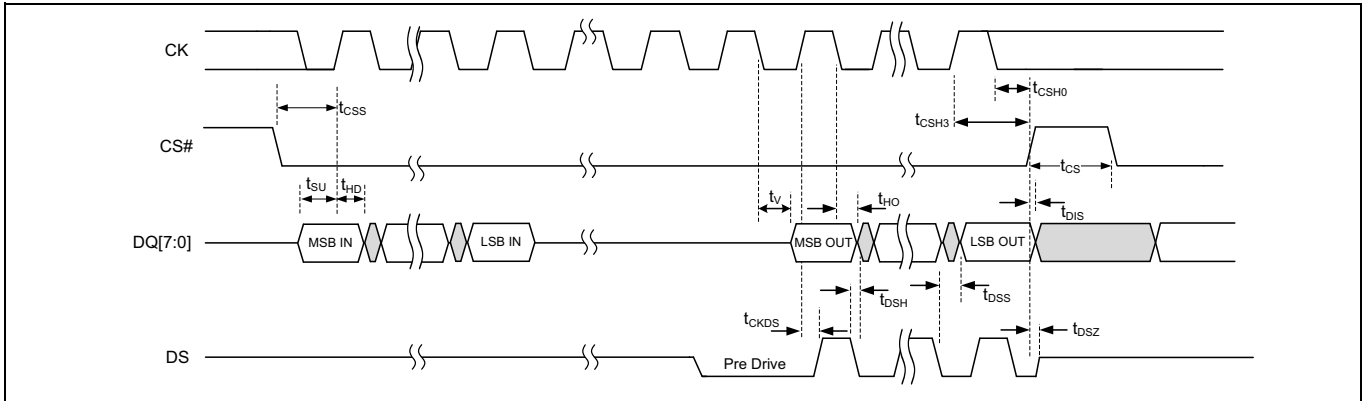 CK
tCSS
tCSH0
tCSH3
CS#
tCS
tSU
tHD
tV
tHO
tDIS
DQ[7:0]
MSB IN
LSB IN
MSB OUT
LSB OUT
tDSH
tDSS
tCKDS
tDSZ
DS
Pre Drive